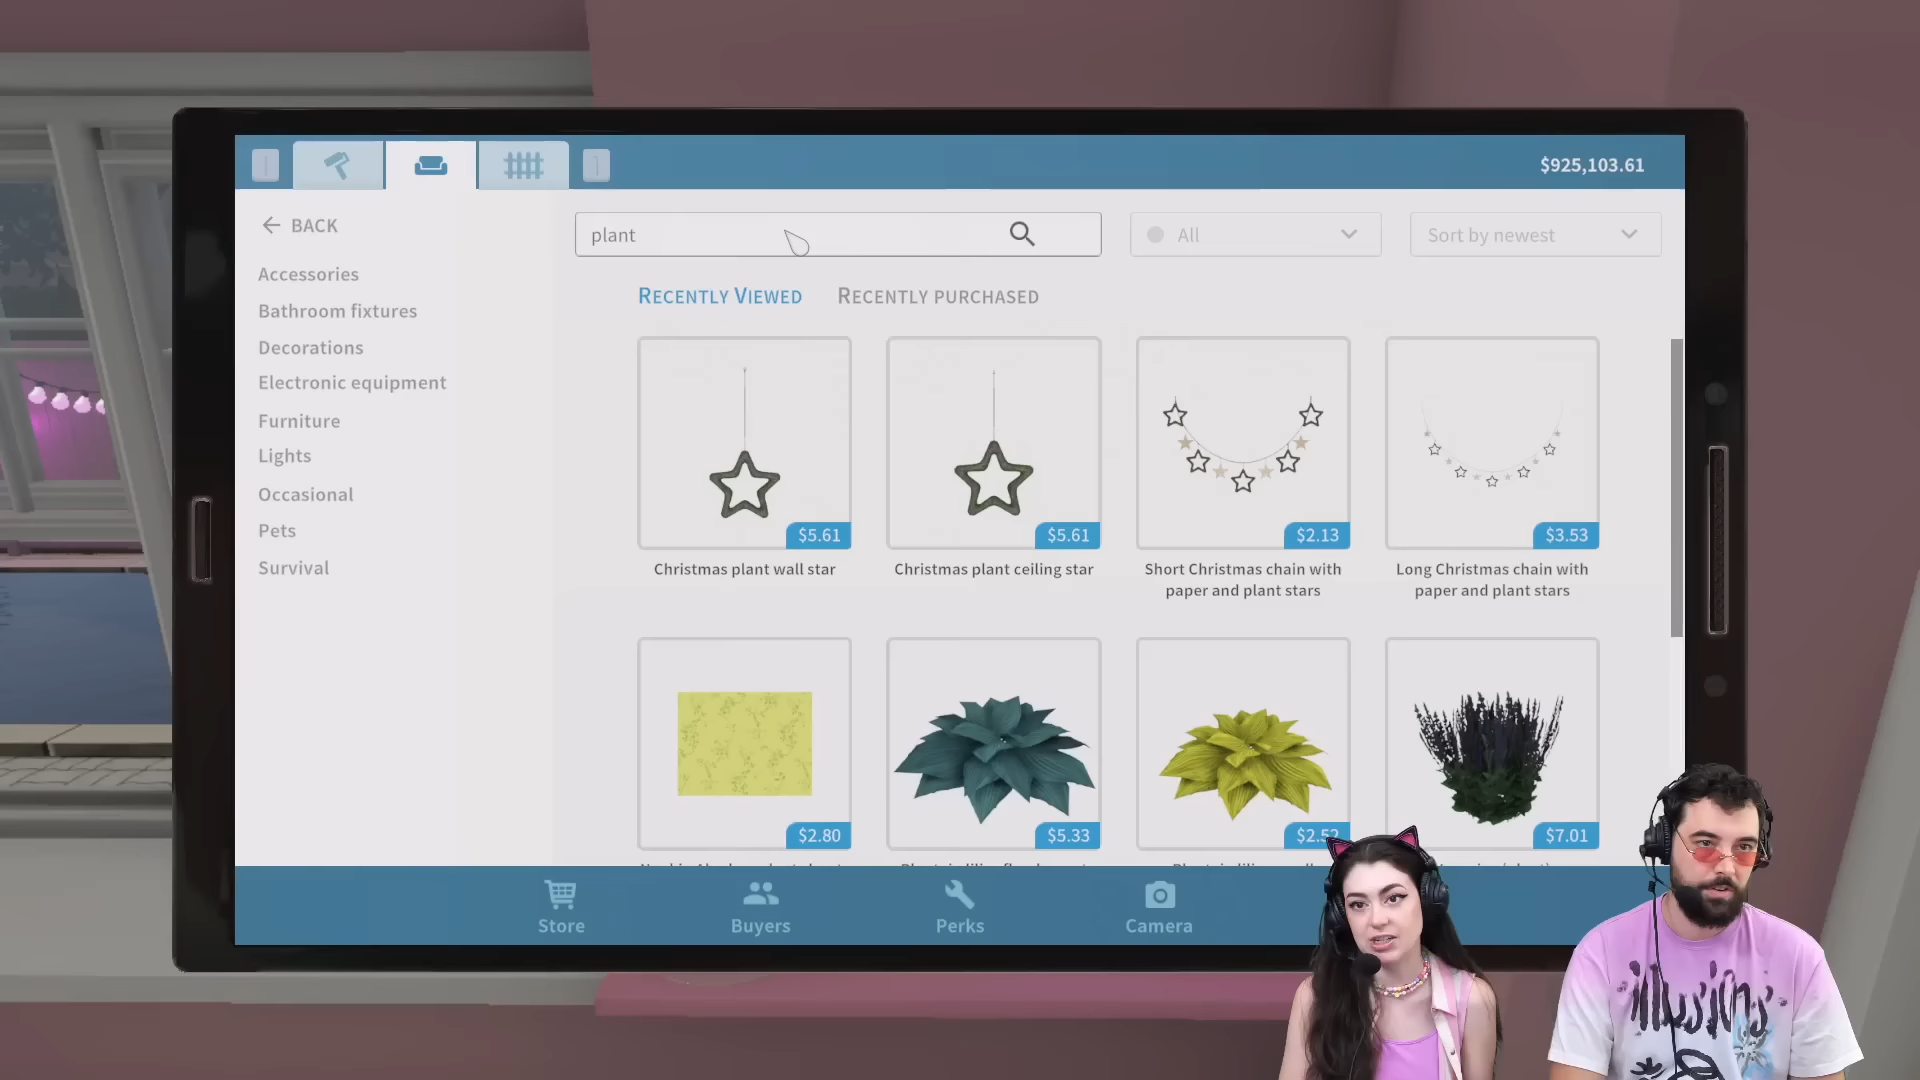 $925,103.61
BACK
plant
All
Sort by newest
Accessories
Bathroom fixtures
Decorations
Electronic equipment
Furniture
Lights
Occasional
Pets
Survival
RECENTLY VIEWED
RECENTLY PURCHASED
$5.61
$5.61
$2.13
$3.53
Christmas plant wall star
Christmas plant ceiling star
Short Christmas chain with
paper and plant stars
Long Christmas chain with
paper and plant stars
$2.80
$5.33
$2.52
$7.01
Store
Buyers
Perks
Camera
illusions